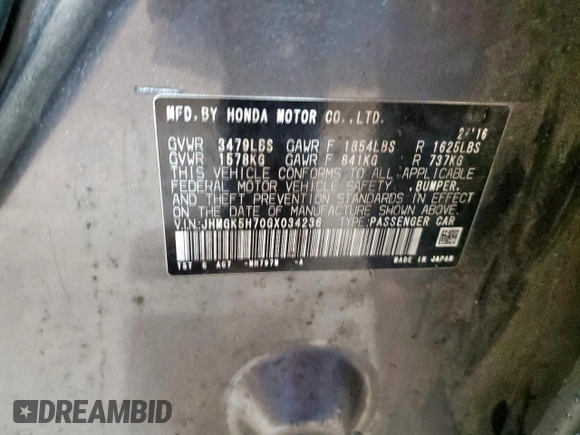 MFD.BY HONDA MOTOR CO.,LTD.
2/16
GVWR 3479LBS GAWR F 1854LBS R 1625LBS
GVWR 1578KG GAWR F 841KG R 737KG
THIS VEHICLE CONFORMS TO ALL APPLICABLE
FEDERAL MOTOR VEHICLE SAFETY, BUMPER,
AND THEFT PREVENTION STANDARDS IN EFFECT
ON THE DATE OF MANUFACTURE SHOWN ABOVE.
VIN:JHMGK5H70GX034236 TYPE:PASSENGER CAR
-A MADE IN JAPAN
DREAMBID